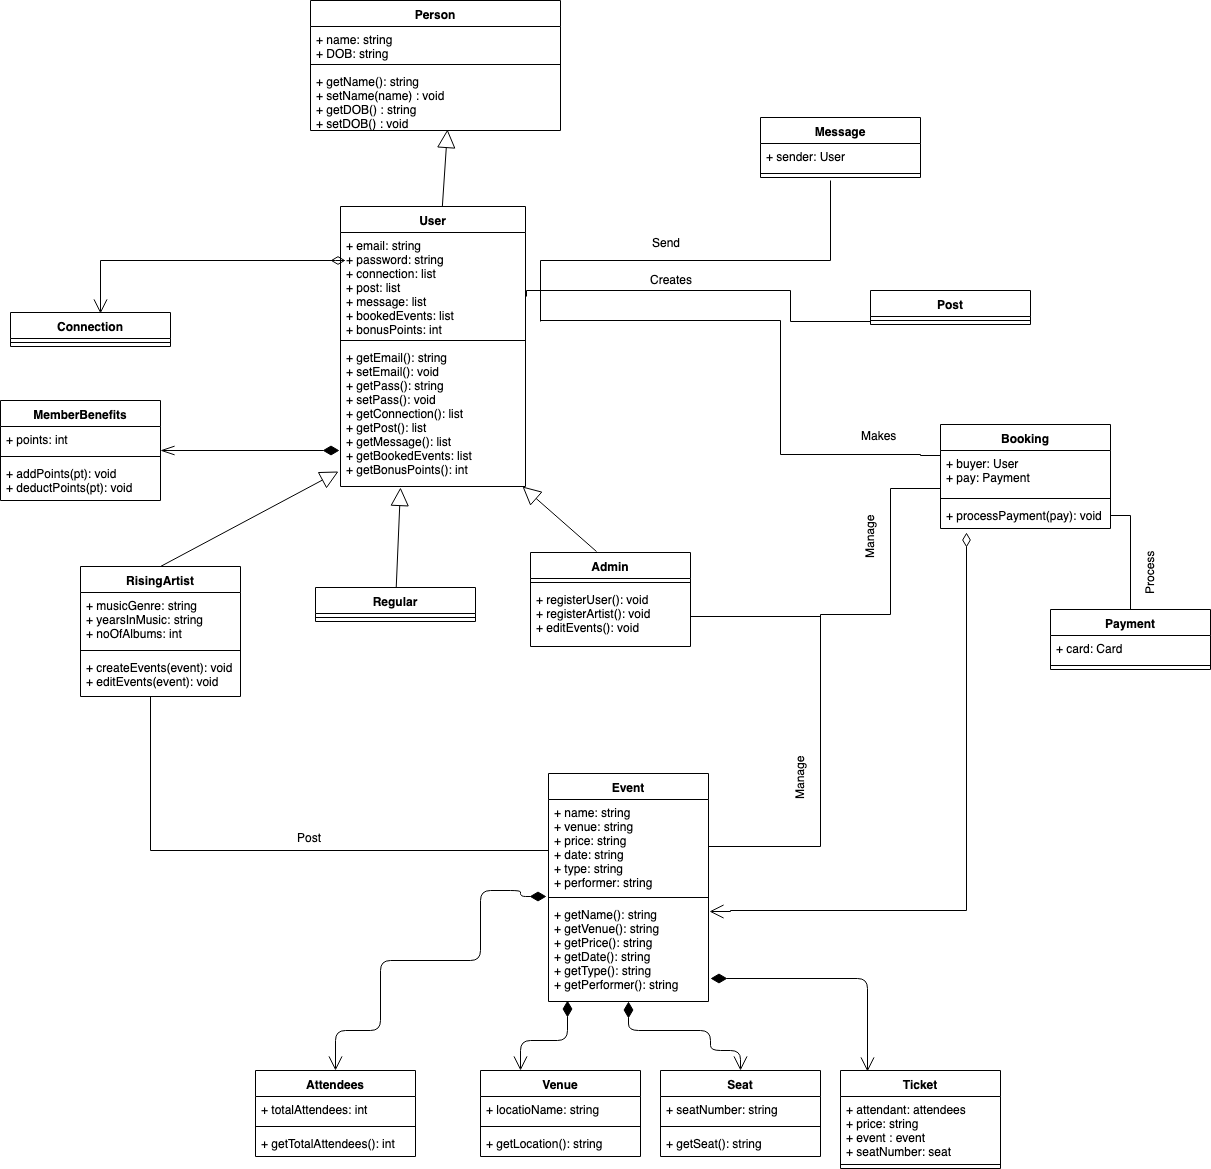 Person
+ name: string
+ DOB: string
+ getName(): string
+ setName(name) : void
+ getDOB() : string
+ setDOB() : void
Message
+ sender: User
User
+ email: string
+ password: string
+ connection: list
+ post: list
+ message: list
+ bookedEvents: list
+ bonusPoints: int
+ getEmail(): string
+ setEmail(): void
+ getPass(): string
+ setPass(): void
+ getConnection(): list
+ getPost(): list
+ getMessage(): list
+ getBookedEvents: list
+ getBonusPoints(): int
Send
Creates
Post
Connection
MemberBenefits
+ points: int
+ addPoints(pt): void
+ deductPoints(pt): void
Makes
Booking
+ buyer: User
+ pay: Payment
+ processPayment(pay): void
Manage
Process
RisingArtist
+ musicGenre: string
+ yearsInMusic: string
+ noOfAlbums: int
+ createEvents(event): void
+ editEvents(event): void
Regular
Admin
+ registerUser(): void
+ registerArtist(): void
+ editEvents(): void
Payment
+ card: Card
Manage
Post
Event
+ name: string
+ venue: string
+ price: string
+ date: string
+ type: string
+ performer: string
+ getName(): string
+ getVenue(): string
+ getPrice(): string
+ getDate(): string
+ getType(): string
+ getPerformer(): string
Attendees
+ totalAttendees: int
+ getTotalAttendees(): int
Venue
+ locatioName: string
+ getLocation(): string
Seat
+ seatNumber: string
+ getSeat(): string
Ticket
+ attendant: attendees
+ price: string
+ event : event
+ seatNumber: seat